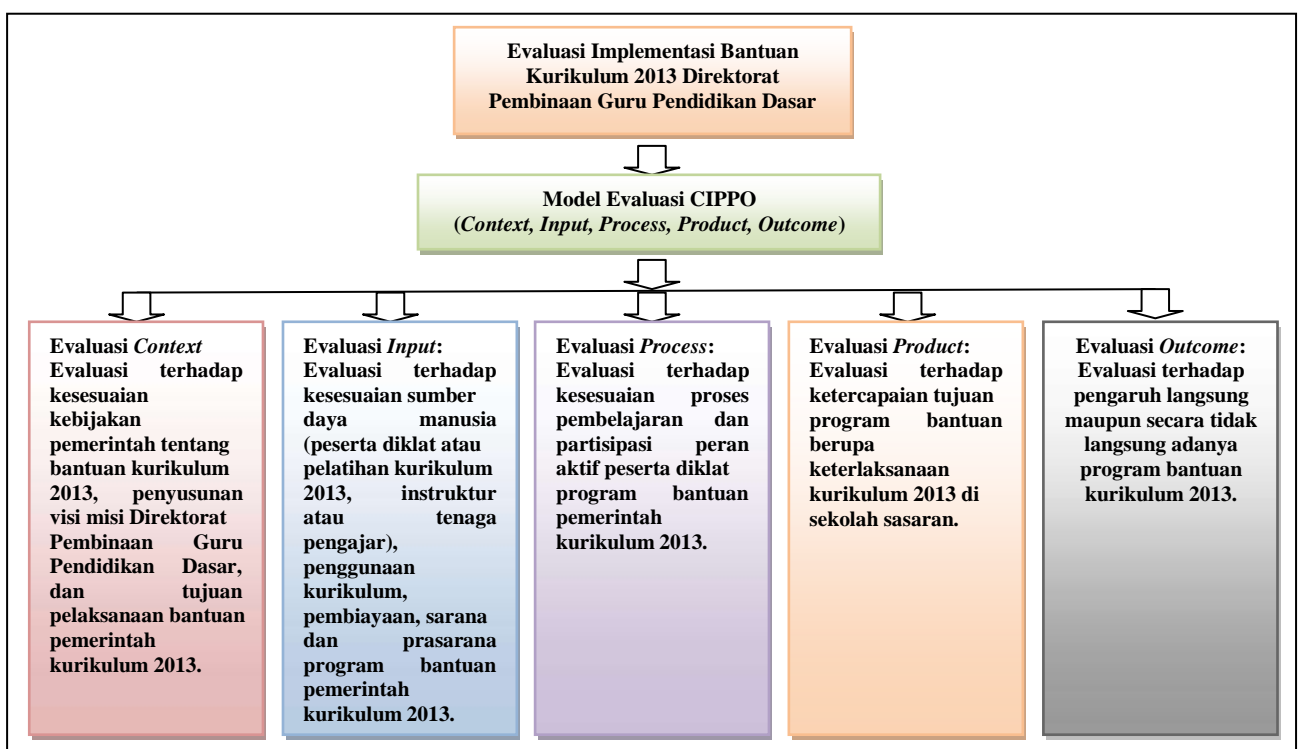 Evaluasi Implementasi Bantuan
Kurikulum 2013 Direktorat
Pembinaan Guru Pendidikan Dasar
Model Evaluasi CIPPO
(Context, Input, Process, Product, Outcome)
Evaluasi Context
Evaluasi terhadap
kesesuaian
kebijakan
pemerintah tentang
bantuan kurikulum
2013, penyusunan
visi misi Direktorat
Pembinaan Guru
Pendidikan Dasar,
dan tujuan
pelaksanaan bantuan
pemerintah
kurikulum 2013.
Evaluasi Input:
Evaluasi terhadap
kesesuaian sumber
daya manusia
(peserta diklat atau
pelatihan kurikulum
2013, instruktur
atau tenaga
pengajar),
penggunaan
kurikulum,
pembiayaan, sarana
dan prasarana
program bantuan
pemerintah
kurikulum 2013.
Evaluasi Process:
Evaluasi terhadap
kesesuaian proses
pembelajaran dan
partisipasi peran
aktif peserta diklat
program bantuan
pemerintah
kurikulum 2013.
Evaluasi Product:
Evaluasi terhadap
ketercapaian tujuan
program bantuan
berupa
keterlaksanaan
kurikulum 2013 di
sekolah sasaran.
Evaluasi Outcome:
Evaluasi terhadap
pengaruh langsung
maupun secara tidak
langsung adanya
program bantuan
kurikulum 2013.